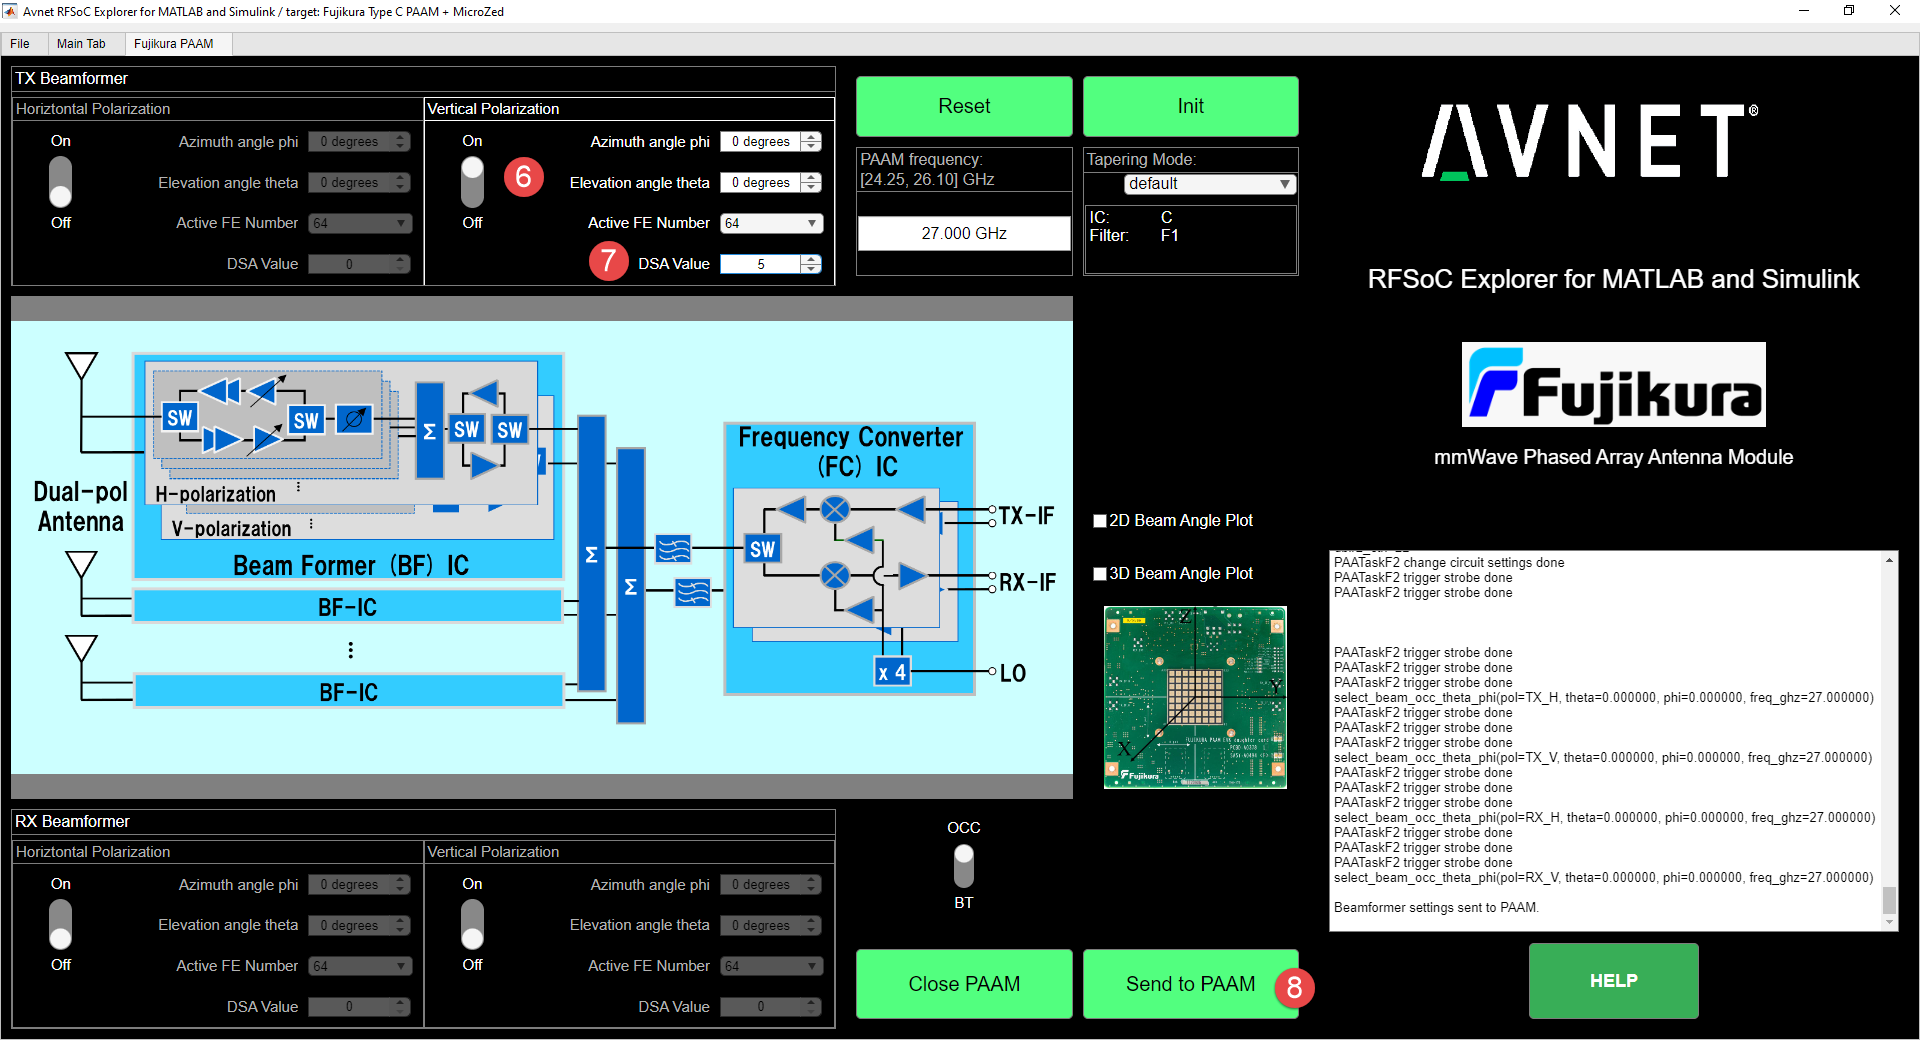 Avnet RFSoC Explorer for MATLAB and Simulink / target: Fujikura Type C PAAM + MicroZed
File
Main Tab
Fujikura PAAM
TX Beamformer
Horiztontal Polarization
On
Off
Azimuth angle phi
0 degrees
Elevation angle theta
0 degrees
Active FE Number
64
DSA Value
0
Vertical Polarization
On
Off
6
Azimuth angle phi
0 degrees
Elevation angle theta
0 degrees
Active FE Number
64
7
DSA Value
5
Reset
Init
PAAM frequency:
[24.25, 26.10] GHz
27.000 GHz
Tapering Mode:
default
IC: C
Filter: F1
AVNET®
RFSoC Explorer for MATLAB and Simulink
Fujikura
mmWave Phased Array Antenna Module
Dual-pol
Antenna
SW
SW
Σ
SW
SW
H-polarization
V-polarization
Beam Former (BF) IC
BF-IC
BF-IC
Σ
Σ
Frequency Converter
(FC) IC
SW
x 4
TX-IF
RX-IF
LO
2D Beam Angle Plot
3D Beam Angle Plot
Z
Y
X
Fujikura
PAATaskF2 change circuit settings done
PAATaskF2 trigger strobe done
PAATaskF2 trigger strobe done
PAATaskF2 trigger strobe done
PAATaskF2 trigger strobe done
PAATaskF2 trigger strobe done
select_beam_occ_theta_phi(pol=TX_H, theta=0.000000, phi=0.000000, freq_ghz=27.000000)
PAATaskF2 trigger strobe done
PAATaskF2 trigger strobe done
PAATaskF2 trigger strobe done
select_beam_occ_theta_phi(pol=TX_V, theta=0.000000, phi=0.000000, freq_ghz=27.000000)
PAATaskF2 trigger strobe done
PAATaskF2 trigger strobe done
PAATaskF2 trigger strobe done
select_beam_occ_theta_phi(pol=RX_H, theta=0.000000, phi=0.000000, freq_ghz=27.000000)
PAATaskF2 trigger strobe done
PAATaskF2 trigger strobe done
PAATaskF2 trigger strobe done
select_beam_occ_theta_phi(pol=RX_V, theta=0.000000, phi=0.000000, freq_ghz=27.000000)
Beamformer settings sent to PAAM.
RX Beamformer
Horiztontal Polarization
On
Off
Azimuth angle phi
0 degrees
Elevation angle theta
0 degrees
Active FE Number
64
DSA Value
0
Vertical Polarization
On
Off
Azimuth angle phi
0 degrees
Elevation angle theta
0 degrees
Active FE Number
64
DSA Value
0
OCC
BT
Close PAAM
Send to PAAM
8
HELP